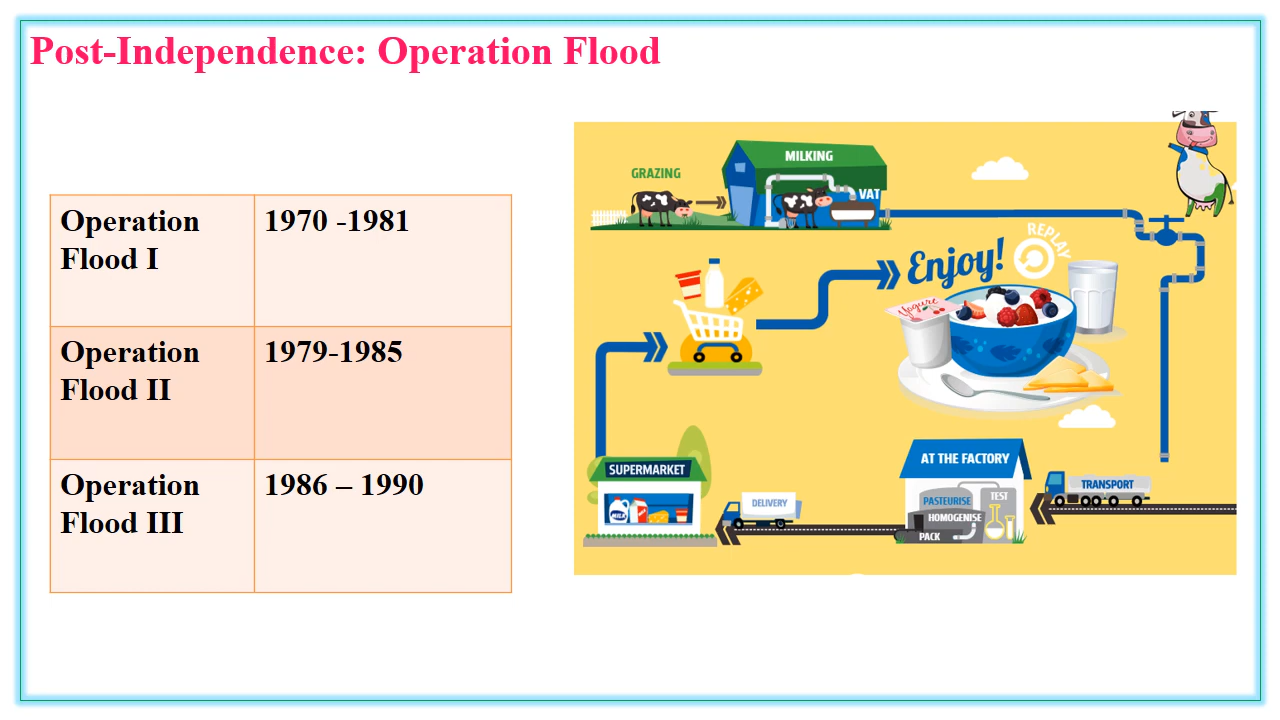 Post-Independence: Operation Flood
Operation
Flood I
1970 -1981
Operation
Flood II
1979-1985
Operation
Flood III
1986 – 1990
GRAZING
MILKING
VAT
REPLAY
Enjoy!
Yogurt
SUPERMARKET
MILK
DELIVERY
AT THE FACTORY
PASTEURISE
TEST
HOMOGENISE
PACK
TRANSPORT